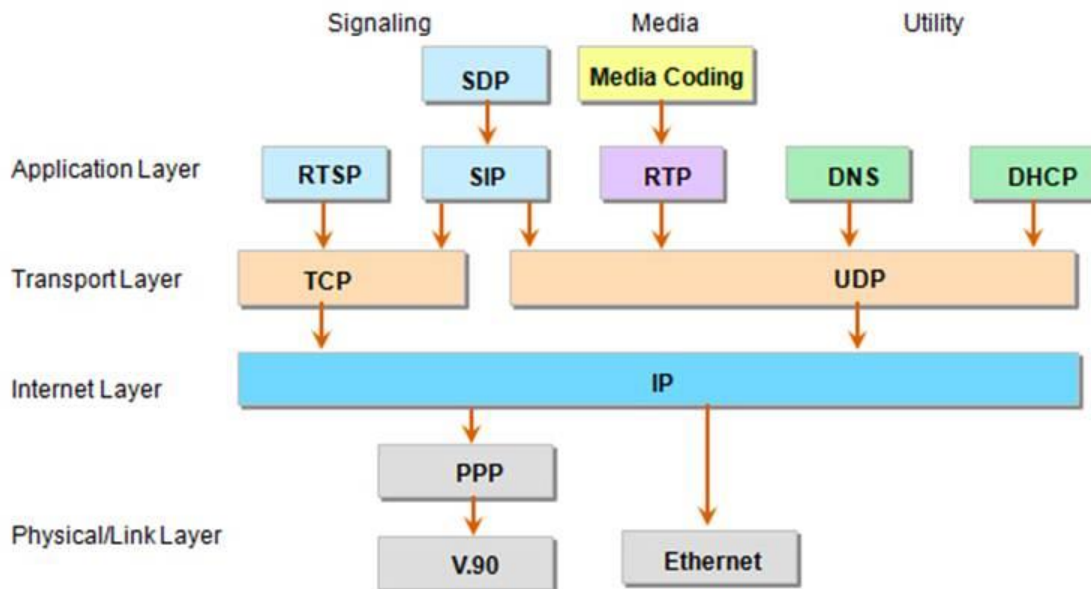 Signaling
Media
Utility
SDP
Media Coding
Application Layer
RTSP
SIP
RTP
DNS
DHCP
Transport Layer
TCP
UDP
Internet Layer
IP
PPP
Physical/Link Layer
V.90
Ethernet